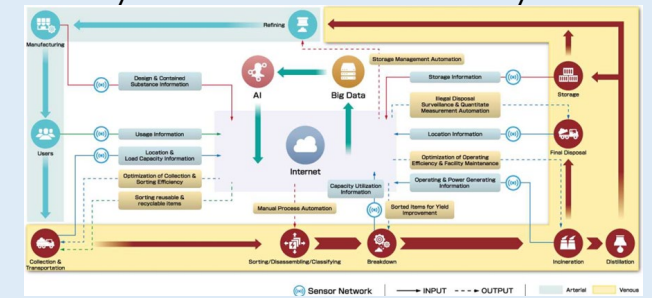 Refining
Manufacturing
Storage Management Automation
Design & Contained
Substance Information
AI
Big Data
Storage Information
Storage
Illegal Disposal
Surveillance & Quantitate
Measurement Automation
Users
Usage Information
Location Information
Internet
Final Disposal
Location &
Load Capacity Information
Optimization of Operating
Efficiency & Facility Maintenance
Optimization of Collection &
Sorting Efficiency
Capacity Utilization
Information
Operating & Power Generating
Information
Sorting reusable &
recyclable items
Manual Process Automation
Sorted Items for Yield
Improvement
Collection &
Transportation
Sorting/Disassembling/Classifying
Breakdown
Incineration
Distillation
Sensor Network
INPUT
OUTPUT
Arterial
Venous